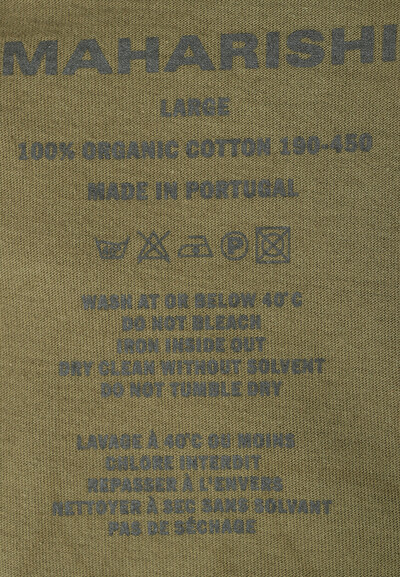 MAHARISHI
LARGE
100% ORGANIC COTTON 190-450
MADE IN PORTUGAL
WASH AT OR BELOW 40°C
DO NOT BLEACH
IRON INSIDE OUT
DRY CLEAN WITHOUT SOLVENT
DO NOT TUMBLE DRY
LAVAGE À 40°C OU MOINS
CHLORE INTERDIT
REPASSER À L'ENVERS
NETTOYER À SEC SANS SOLVANT
PAS DE SÉCHAGE